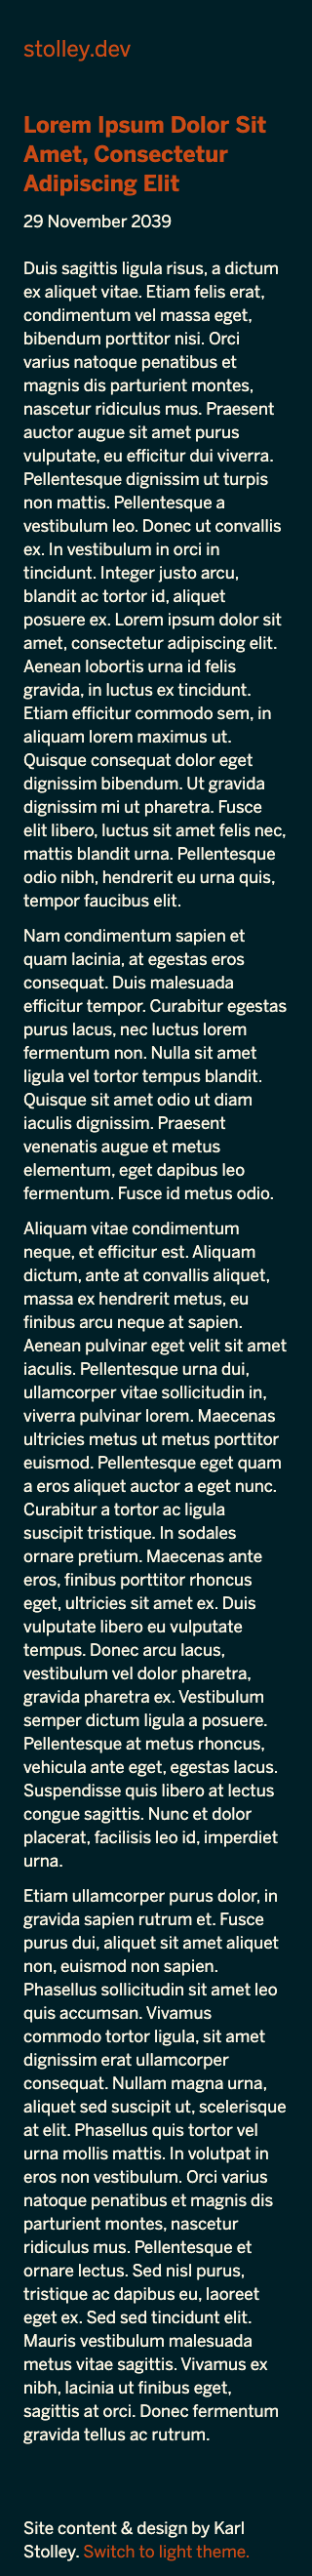 stolley.dev
Lorem Ipsum Dolor Sit
Amet, Consectetur
Adipiscing Elit
29 November 2039
Duis sagittis ligula risus, a dictum
ex aliquet vitae. Etiam felis erat,
condimentum vel massa eget,
bibendum porttitor nisi. Orci
varius natoque penatibus et
magnis dis parturient montes,
nascetur ridiculus mus. Praesent
auctor augue sit amet purus
vulputate, eu efficitur dui viverra.
Pellentesque dignissim ut turpis
non mattis. Pellentesque a
vestibulum leo. Donec ut convallis
ex. In vestibulum in orci in
tincidunt. Integer justo arcu,
blandit ac tortor id, aliquet
posuere ex. Lorem ipsum dolor sit
amet, consectetur adipiscing elit.
Aenean lobortis urna id felis
gravida, in luctus ex tincidunt.
Etiam efficitur commodo sem, in
aliquam lorem maximus ut.
Quisque consequat dolor eget
dignissim bibendum. Ut gravida
dignissim mi ut pharetra. Fusce
elit libero, luctus sit amet felis nec,
mattis blandit urna. Pellentesque
odio nibh, hendrerit eu urna quis,
tempor faucibus elit.
Nam condimentum sapien et
quam lacinia, at egestas eros
consequat. Duis malesuada
efficitur tempor. Curabitur egestas
purus lacus, nec luctus lorem
fermentum non. Nulla sit amet
ligula vel tortor tempus blandit.
Quisque sit amet odio ut diam
iaculis dignissim. Praesent
venenatis augue et metus
elementum, eget dapibus leo
fermentum. Fusce id metus odio.
Aliquam vitae condimentum
neque, et efficitur est. Aliquam
dictum, ante at convallis aliquet,
massa ex hendrerit metus, eu
finibus arcu neque at sapien.
Aenean pulvinar eget velit sit amet
iaculis. Pellentesque urna dui,
ullamcorper vitae sollicitudin in,
viverra pulvinar lorem. Maecenas
ultricies metus ut metus porttitor
euismod. Pellentesque eget quam
a eros aliquet auctor a eget nunc.
Curabitur a tortor ac ligula
suscipit tristique. In sodales
ornare pretium. Maecenas ante
eros, finibus porttitor rhoncus
eget, ultricies sit amet ex. Duis
vulputate libero eu vulputate
tempus. Donec arcu lacus,
vestibulum vel dolor pharetra,
gravida pharetra ex. Vestibulum
semper dictum ligula a posuere.
Pellentesque at metus rhoncus,
vehicula ante eget, egestas lacus.
Suspendisse quis libero at lectus
congue sagittis. Nunc et dolor
placerat, facilisis leo id, imperdiet
urna.
Etiam ullamcorper purus dolor, in
gravida sapien rutrum et. Fusce
purus dui, aliquet sit amet aliquet
non, euismod non sapien.
Phasellus sollicitudin sit amet leo
quis accumsan. Vivamus
commodo tortor ligula, sit amet
dignissim erat ullamcorper
consequat. Nullam magna urna,
aliquet sed suscipit ut, scelerisque
at elit. Phasellus quis tortor vel
urna mollis mattis. In volutpat in
eros non vestibulum. Orci varius
natoque penatibus et magnis dis
parturient montes, nascetur
ridiculus mus. Pellentesque et
ornare lectus. Sed nisl purus,
tristique ac dapibus eu, laoreet
eget ex. Sed sed tincidunt elit.
Mauris vestibulum malesuada
metus vitae sagittis. Vivamus ex
nibh, lacinia ut finibus eget,
sagittis at orci. Donec fermentum
gravida tellus ac rutrum.
Site content & design by Karl
Stolley. Switch to light theme.